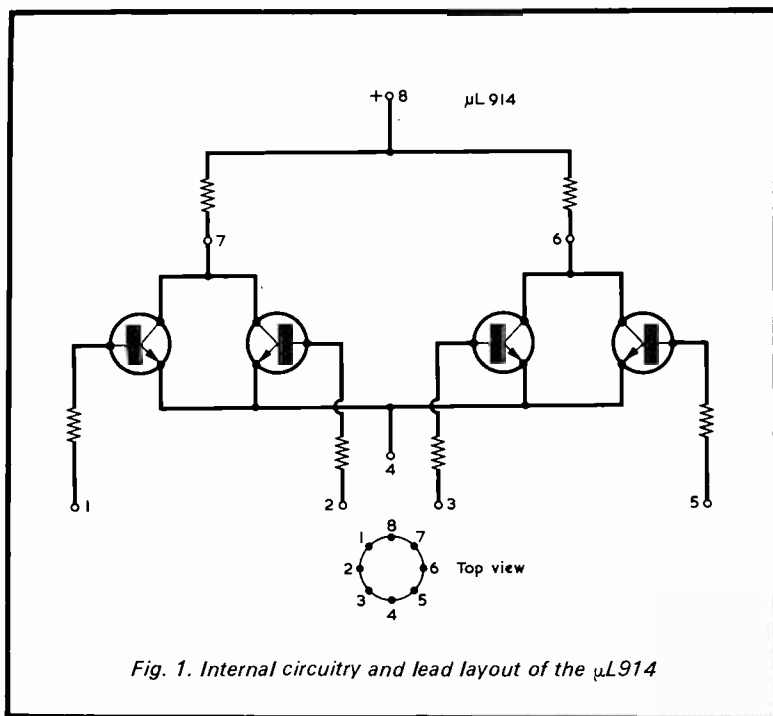 + 8 μL 914
7 6
4
1 2 3 5
8
1 7
2 6 Top view
3 5
4
Fig. 1. Internal circuitry and lead layout of the μL914